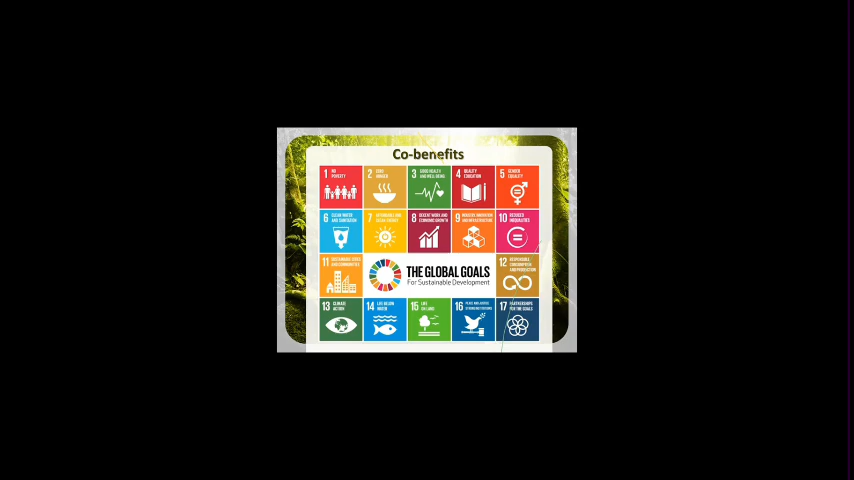 Co-benefits
1 NO POVERTY
2 ZERO HUNGER
3 GOOD HEALTH AND WELL-BEING
4 QUALITY EDUCATION
5 GENDER EQUALITY
6 CLEAN WATER AND SANITATION
7 AFFORDABLE AND CLEAN ENERGY
8 DECENT WORK AND ECONOMIC GROWTH
9 INDUSTRY, INNOVATION AND INFRASTRUCTURE
10 REDUCED INEQUALITIES
11 SUSTAINABLE CITIES AND COMMUNITIES
THE GLOBAL GOALS
For Sustainable Development
12 RESPONSIBLE CONSUMPTION AND PRODUCTION
13 CLIMATE ACTION
14 LIFE BELOW WATER
15 LIFE ON LAND
16 PEACE AND JUSTICE STRONG INSTITUTIONS
17 PARTNERSHIPS FOR THE GOALS